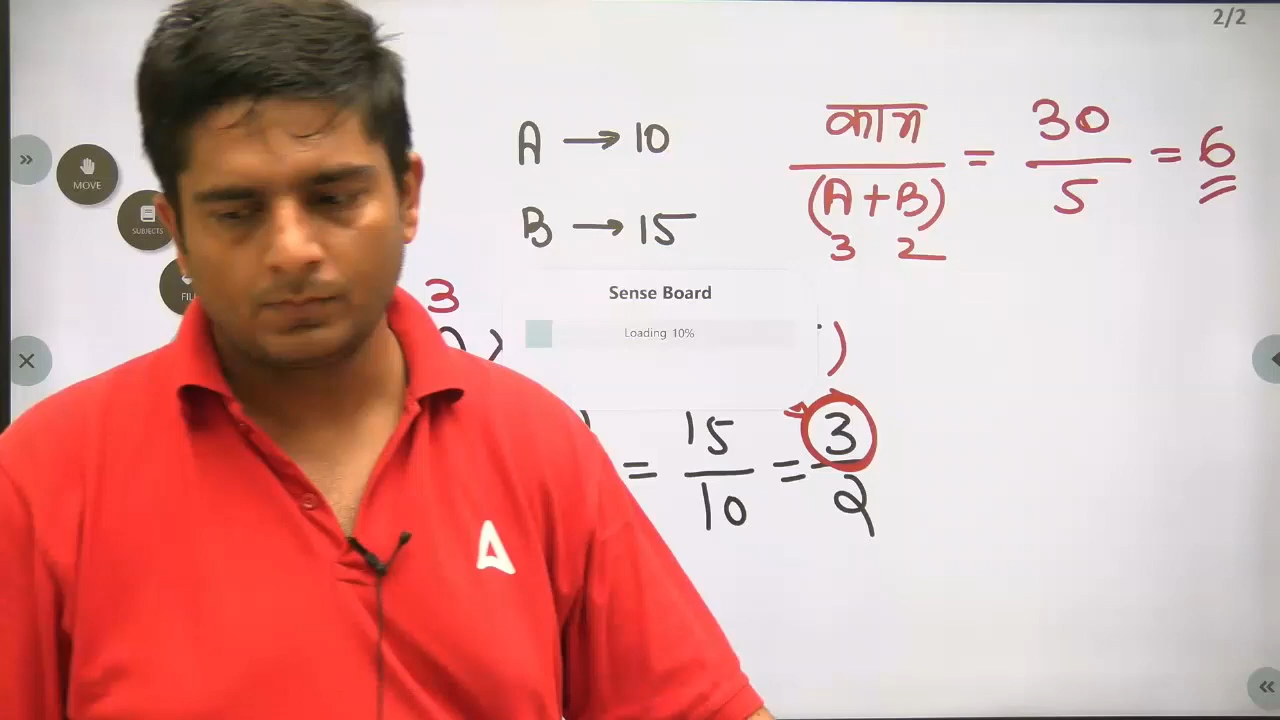 2/2
A → 10
काम / (A+B) = 30 / 5 = 6
3 2
B → 15
MOVE
SUBJECTS
Sense Board
Loading 10%
3
)
= 15 / 10 = 3 / 2
A